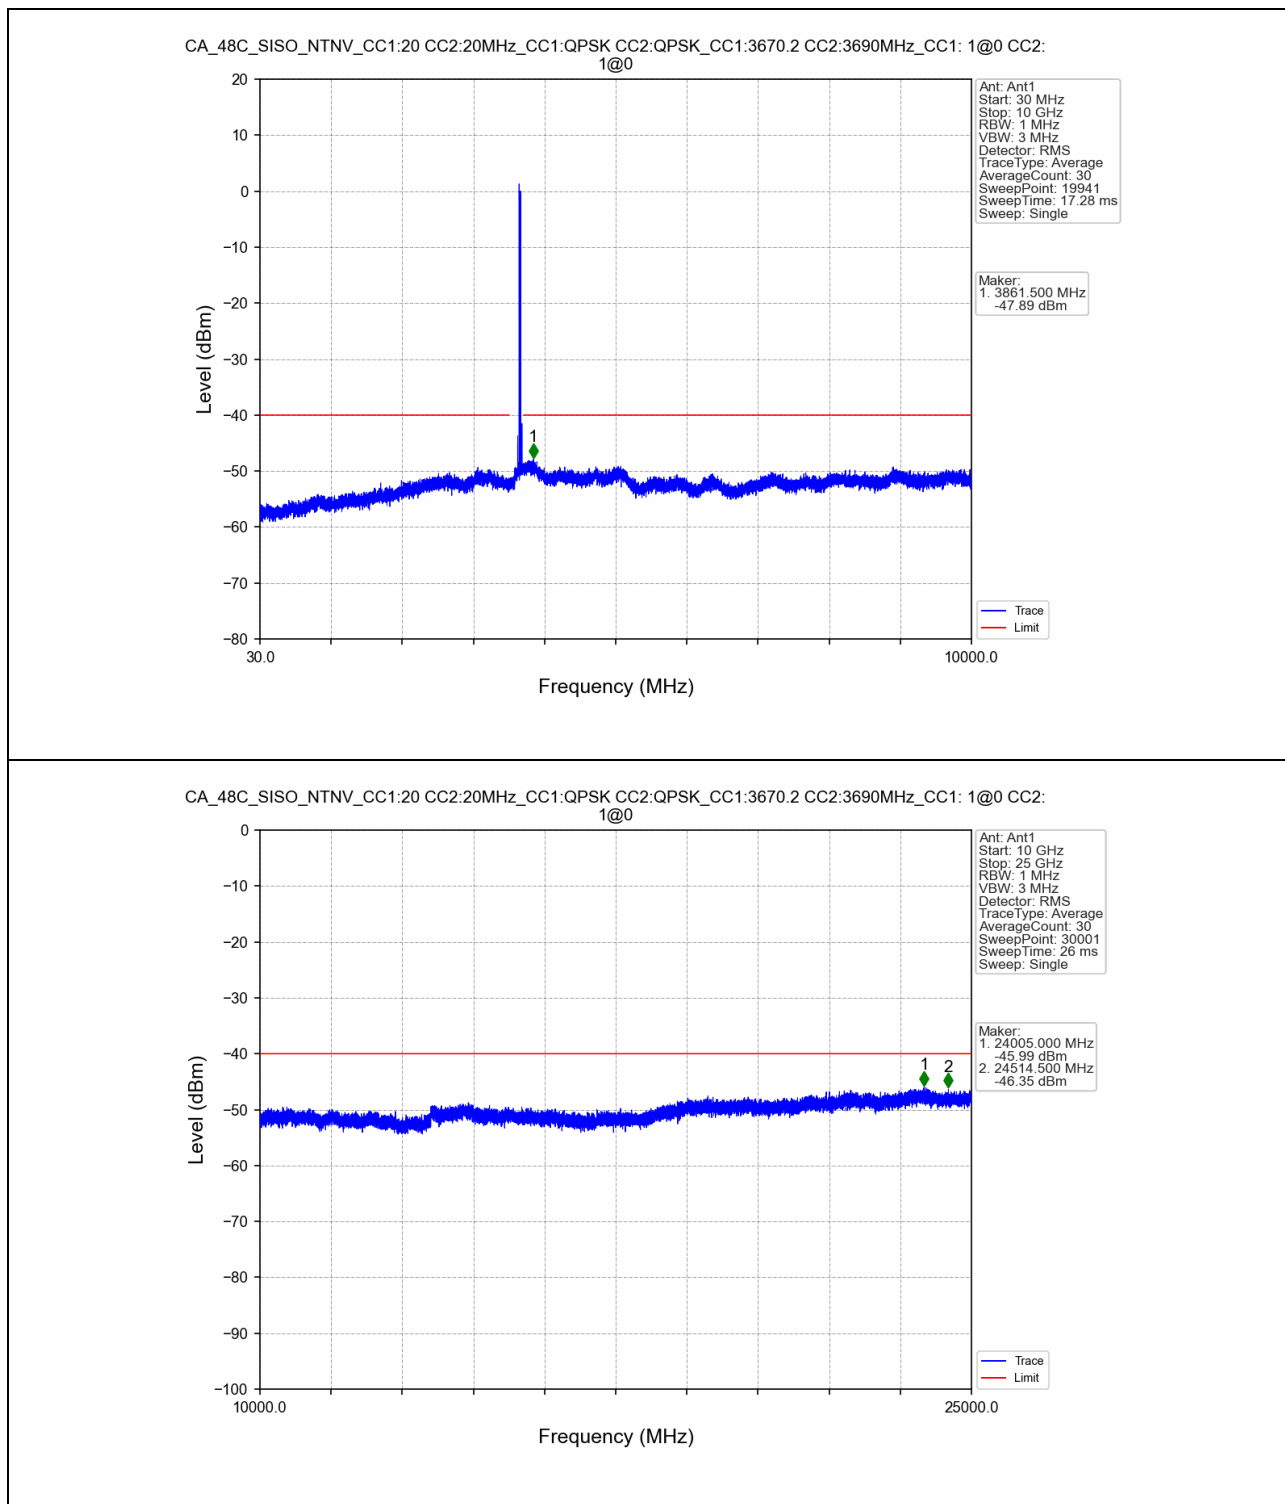 CA_48C_SISO_NTNV_CC1:20 CC2:20MHz_CC1:QPSK CC2:QPSK_CC1:3670.2 CC2:3690MHz_CC1: 1@0 CC2:
1@0
20
10
0
−10
−20
−30
−40
−50
−60
−70
−80
Level (dBm)
1
30.0
10000.0
Frequency (MHz)
Ant: Ant1
Start: 30 MHz
Stop: 10 GHz
RBW: 1 MHz
VBW: 3 MHz
Detector: RMS
TraceType: Average
AverageCount: 30
SweepPoint: 19941
SweepTime: 17.28 ms
Sweep: Single
Maker:
1. 3861.500 MHz
-47.89 dBm
Trace
Limit
CA_48C_SISO_NTNV_CC1:20 CC2:20MHz_CC1:QPSK CC2:QPSK_CC1:3670.2 CC2:3690MHz_CC1: 1@0 CC2:
1@0
0
−10
−20
−30
−40
−50
−60
−70
−80
−90
−100
Level (dBm)
1
2
10000.0
25000.0
Frequency (MHz)
Ant: Ant1
Start: 10 GHz
Stop: 25 GHz
RBW: 1 MHz
VBW: 3 MHz
Detector: RMS
TraceType: Average
AverageCount: 30
SweepPoint: 30001
SweepTime: 26 ms
Sweep: Single
Maker:
1. 24005.000 MHz
-45.99 dBm
2. 24514.500 MHz
-46.35 dBm
Trace
Limit